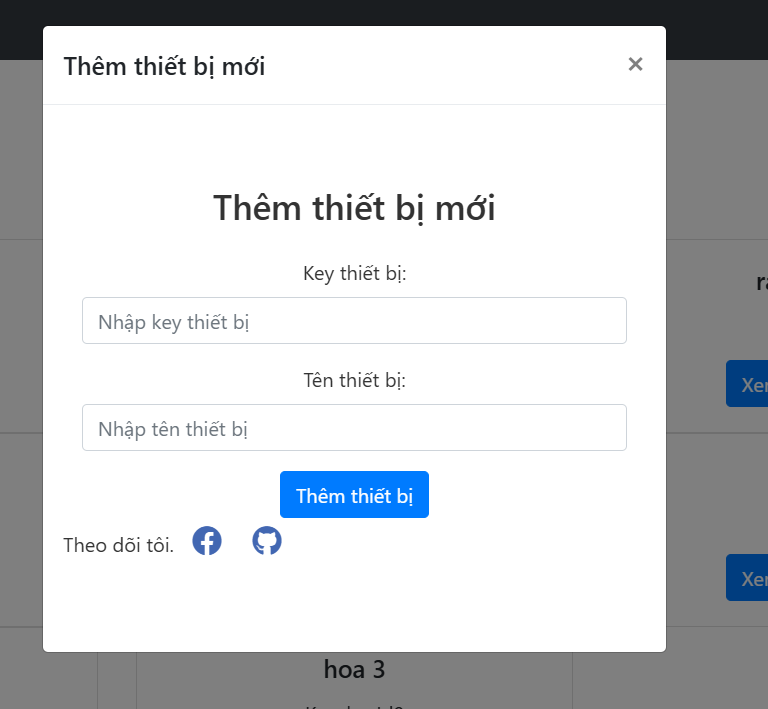 Thêm thiết bị mới
×
Thêm thiết bị mới
Key thiết bị:
Nhập key thiết bị
Tên thiết bị:
Nhập tên thiết bị
Thêm thiết bị
Theo dõi tôi.
hoa 3